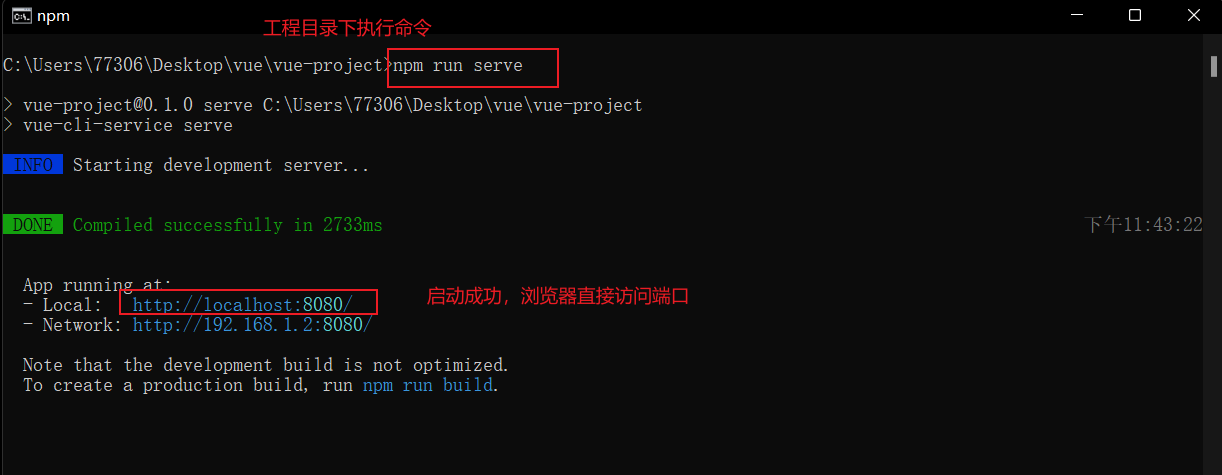 npm
工程目录下执行命令
C:\Users\77306\Desktop\vue\vue-project>npm run serve
> vue-project@0.1.0 serve C:\Users\77306\Desktop\vue\vue-project
> vue-cli-service serve
INFO Starting development server...
DONE Compiled successfully in 2733ms 下午11:43:22
App running at:
- Local: http://localhost:8080/
启动成功，浏览器直接访问端口
- Network: http://192.168.1.2:8080/
Note that the development build is not optimized.
To create a production build, run npm run build.